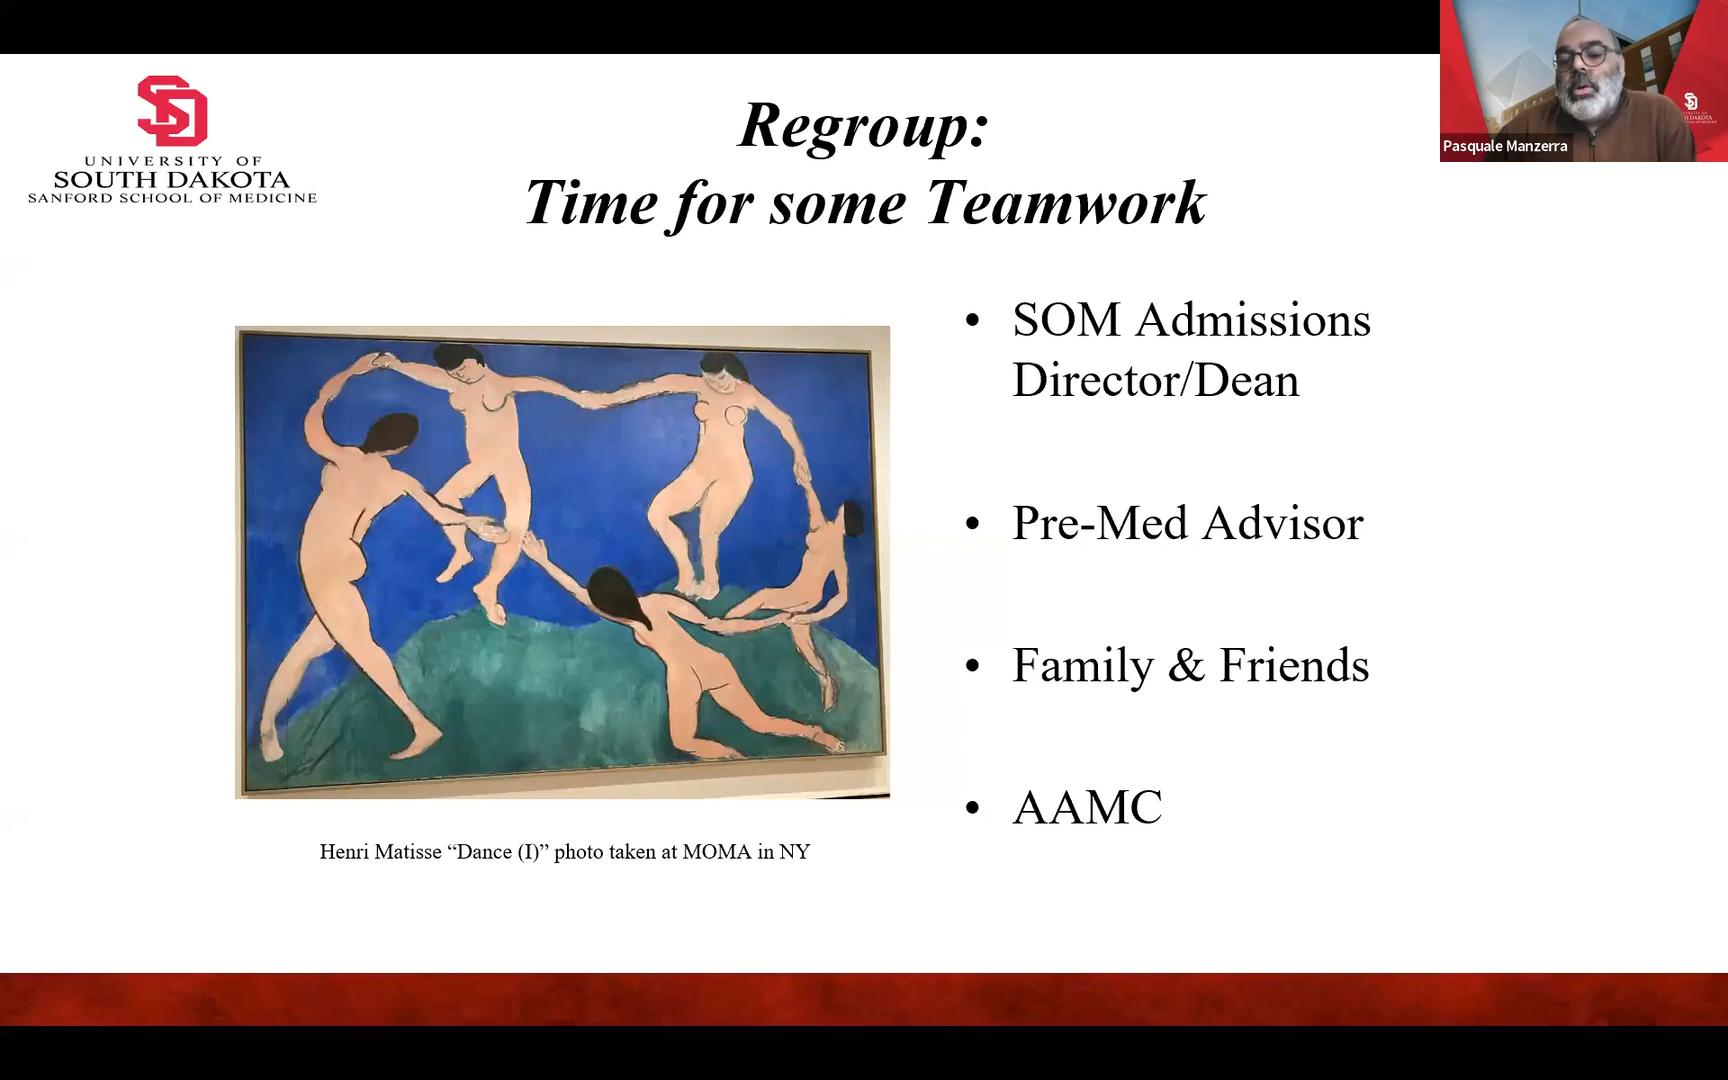 UNIVERSITY OF
SOUTH DAKOTA
SANFORD SCHOOL OF MEDICINE
Regroup:
Time for some Teamwork
Pasquale Manzerra
• SOM Admissions
Director/Dean
• Pre-Med Advisor
• Family & Friends
• AAMC
Henri Matisse “Dance (I)” photo taken at MOMA in NY